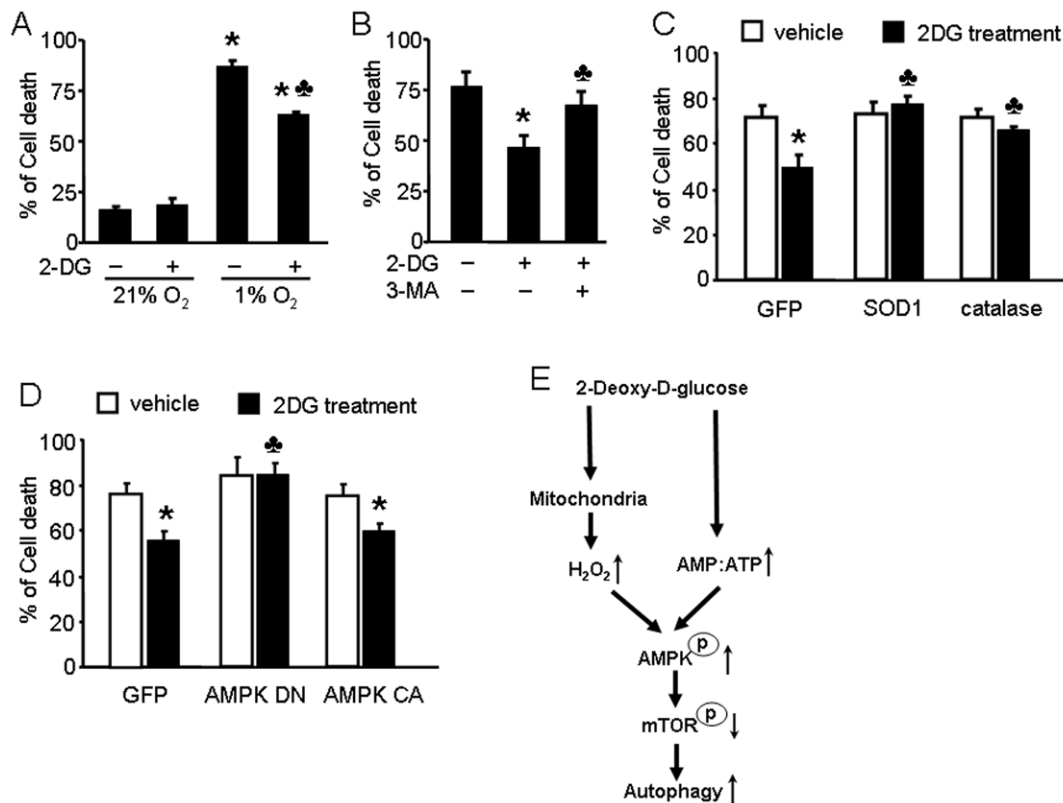 A
% of Cell death
100
75
50
25
0
*
* ♣
2-DG − + − +
21% O₂ 1% O₂
B
% of Cell death
100
75
50
25
0
*
♣
2-DG − + +
3-MA − − +
C
vehicle 2DG treatment
% of Cell death
100
80
60
40
20
0
*
♣
♣
GFP SOD1 catalase
D
vehicle 2DG treatment
% of Cell death
100
80
60
40
20
0
*
♣
*
GFP AMPK DN AMPK CA
E
2-Deoxy-D-glucose
Mitochondria
H₂O₂↑ AMP:ATP↑
AMPK p ↑
mTOR p ↓
Autophagy↑